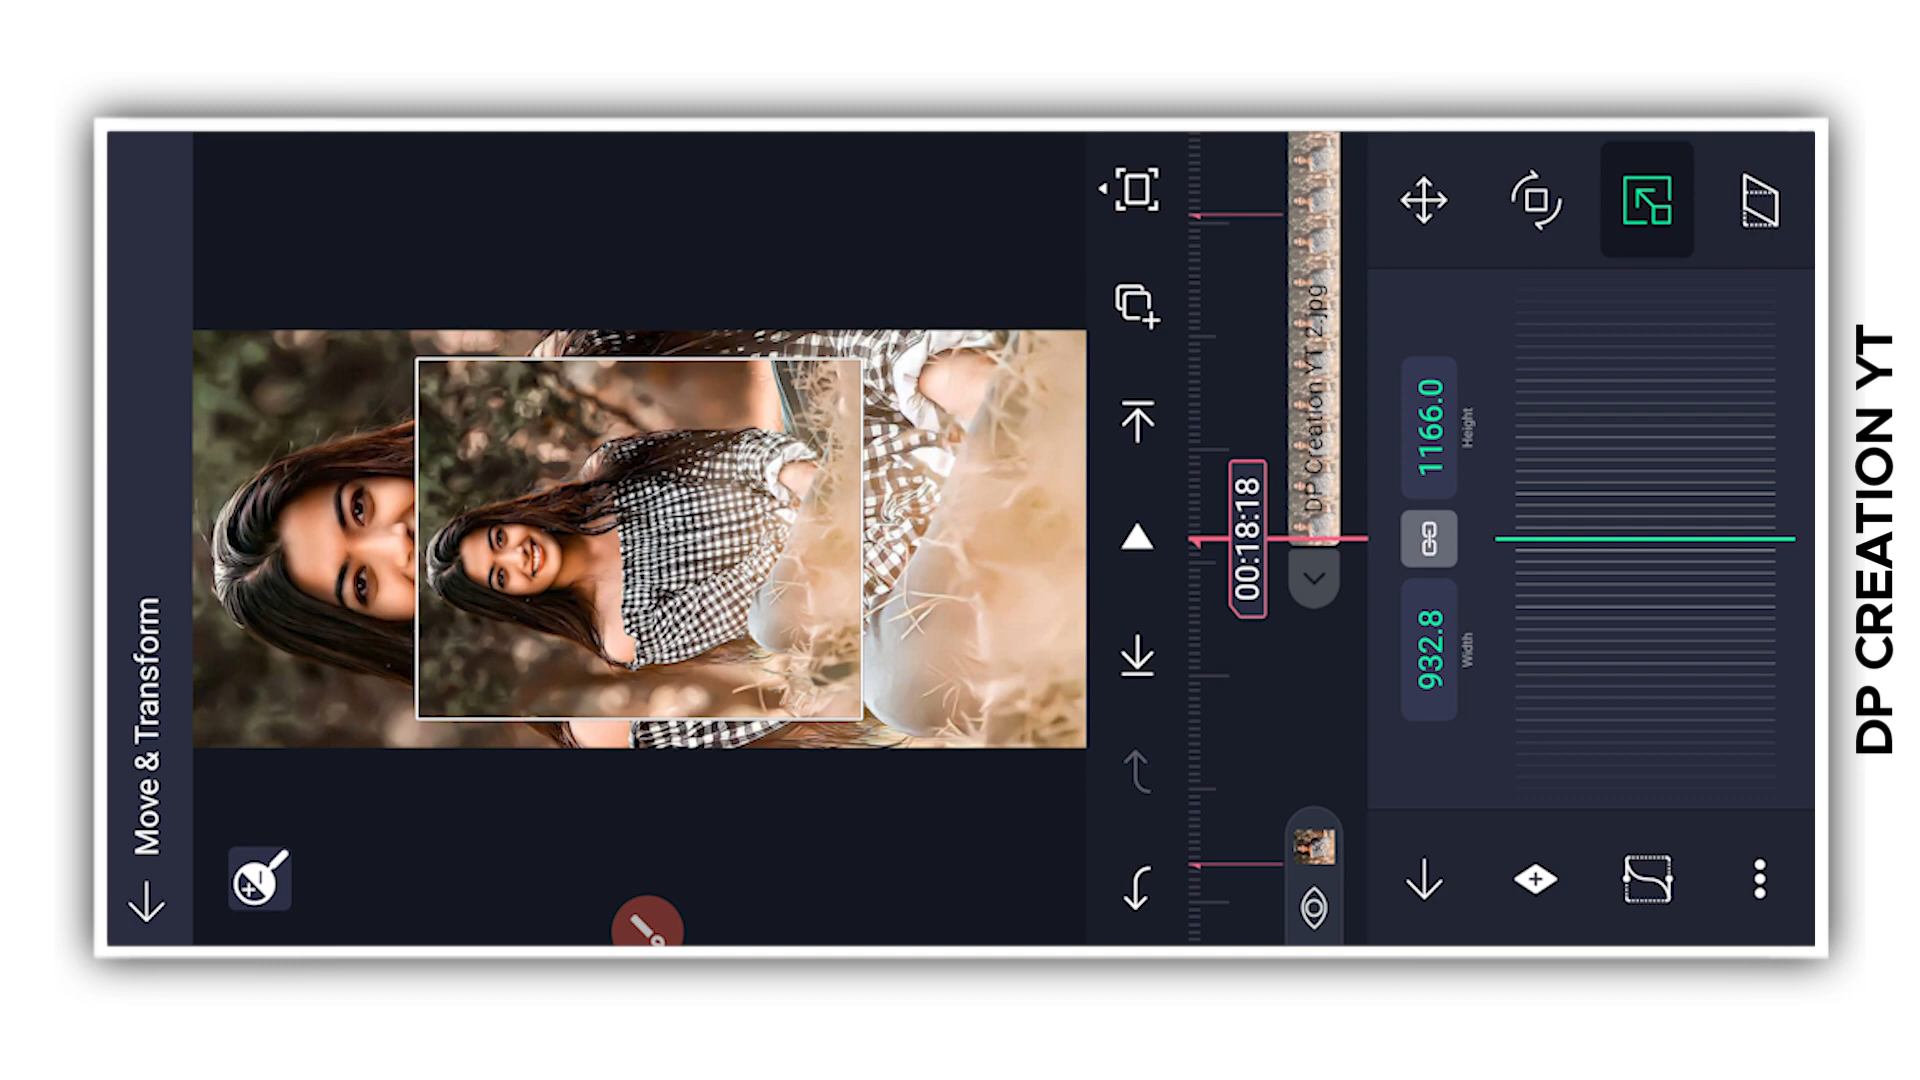 Move & Transform
00:18:18
DP Creation YT 2.jpg
932.8
Width
1166.0
Height
DP CREATION YT